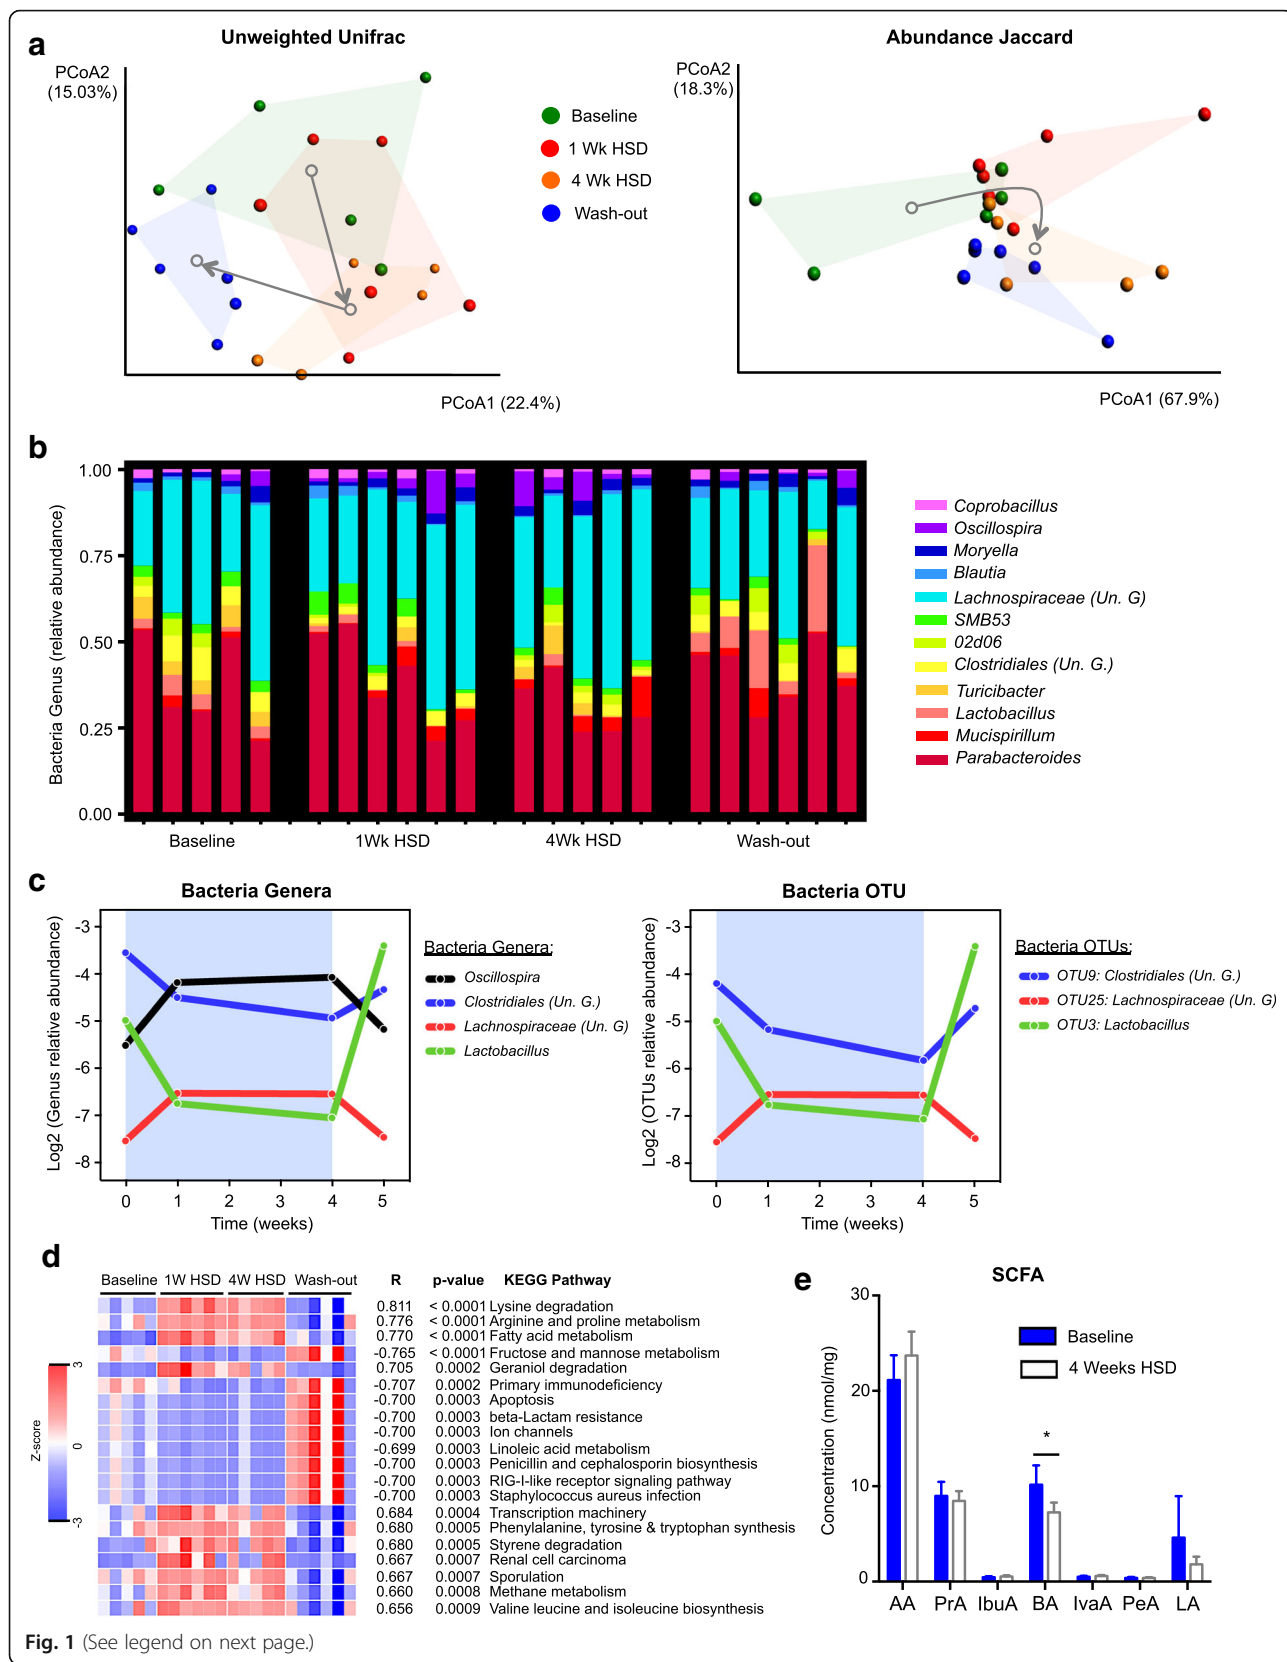 a
Unweighted Unifrac
PCoA2
(15.03%)
PCoA1 (22.4%)
Baseline
1 Wk HSD
4 Wk HSD
Wash-out
Abundance Jaccard
PCoA2
(18.3%)
PCoA1 (67.9%)
b
Bacteria Genus (relative abundance)
1.00
0.75
0.50
0.25
0.00
Baseline
1Wk HSD
4Wk HSD
Wash-out
Coprobacillus
Oscillospira
Moryella
Blautia
Lachnospiraceae (Un. G)
SMB53
02d06
Clostridiales (Un. G.)
Turicibacter
Lactobacillus
Mucispirillum
Parabacteroides
c
Bacteria Genera
Log2 (Genus relative abundance)
-3
-4
-5
-6
-7
-8
0 1 2 3 4 5
Time (weeks)
Bacteria Genera:
Oscillospira
Clostridiales (Un. G.)
Lachnospiraceae (Un. G)
Lactobacillus
Bacteria OTU
Log2 (OTUs relative abundance)
-3
-4
-5
-6
-7
-8
0 1 2 3 4 5
Time (weeks)
Bacteria OTUs:
OTU9: Clostridiales (Un. G.)
OTU25: Lachnospiraceae (Un. G)
OTU3: Lactobacillus
d
Baseline 1W HSD 4W HSD Wash-out R p-value KEGG Pathway
0.811 < 0.0001 Lysine degradation
0.776 < 0.0001 Arginine and proline metabolism
0.770 < 0.0001 Fatty acid metabolism
-0.765 < 0.0001 Fructose and mannose metabolism
0.705 0.0002 Geraniol degradation
-0.707 0.0002 Primary immunodeficiency
-0.700 0.0003 Apoptosis
-0.700 0.0003 beta-Lactam resistance
-0.700 0.0003 Ion channels
-0.699 0.0003 Linoleic acid metabolism
-0.700 0.0003 Penicillin and cephalosporin biosynthesis
-0.700 0.0003 RIG-I-like receptor signaling pathway
-0.700 0.0003 Staphylococcus aureus infection
0.684 0.0004 Transcription machinery
0.680 0.0005 Phenylalanine, tyrosine & tryptophan synthesis
0.680 0.0005 Styrene degradation
0.667 0.0007 Renal cell carcinoma
0.667 0.0007 Sporulation
0.660 0.0008 Methane metabolism
0.656 0.0009 Valine leucine and isoleucine biosynthesis
Z-score
3
0
-3
e
SCFA
Concentration (nmol/mg)
30
20
10
0
Baseline
4 Weeks HSD
*
AA PrA IbuA BA IvaA PeA LA
Fig. 1 (See legend on next page.)